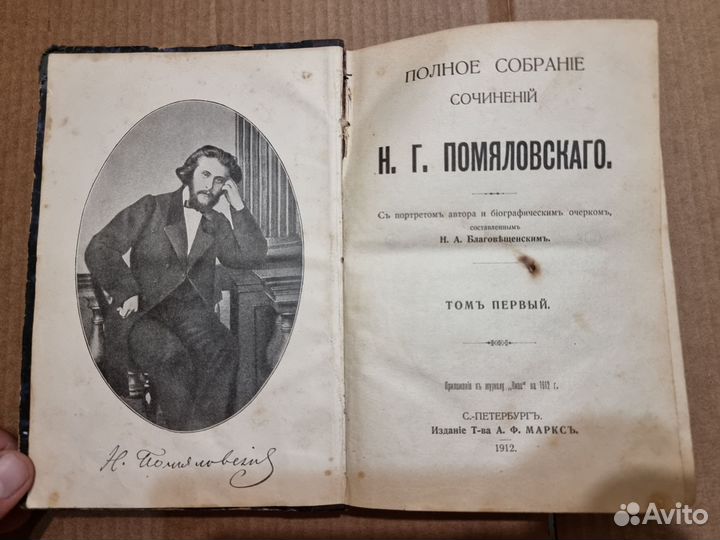 Н. Помяловскій
ПОЛНОЕ СОБРАНІЕ
СОЧИНЕНІЙ
Н. Г. ПОМЯЛОВСКАГО.
Съ портретомъ автора и біографическимъ очеркомъ,
составленнымъ
Н. А. Благовѣщенскимъ.
ТОМЪ ПЕРВЫЙ.
Приложеніе къ журналу „Нива" на 1912 г.
С.-ПЕТЕРБУРГЪ.
Изданіе Т-ва А. Ф. МАРКСЪ.
1912.
Avito